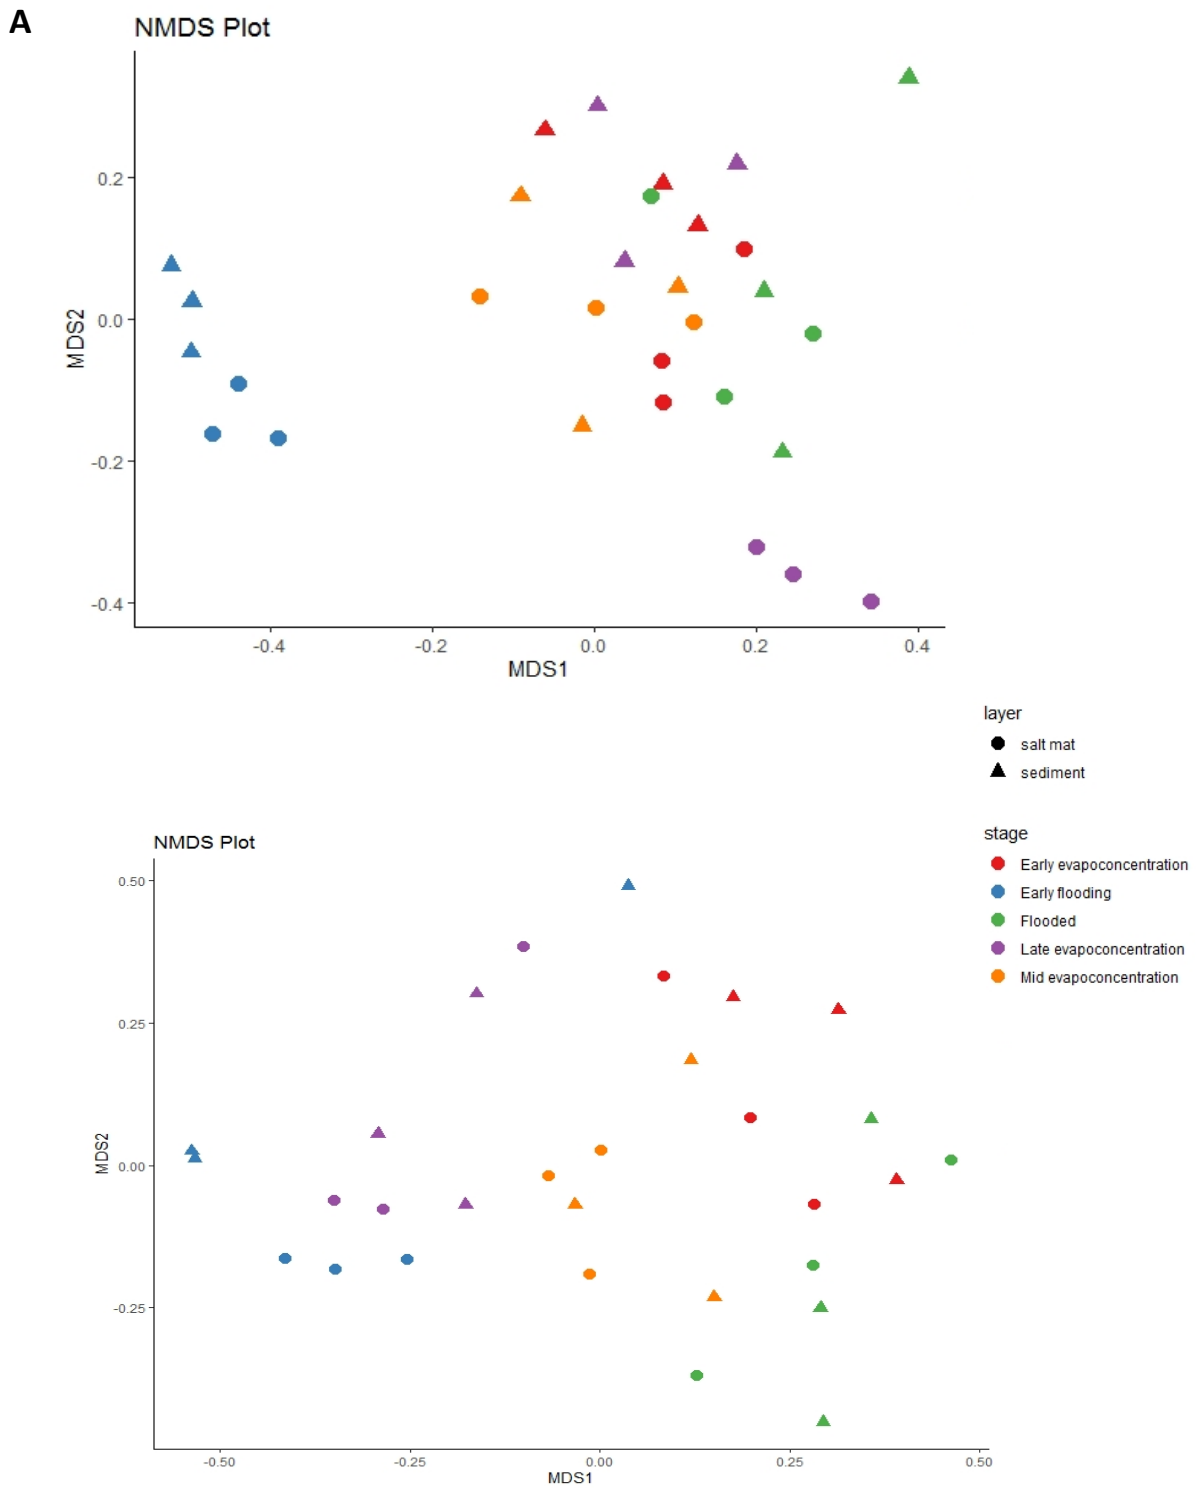 A
NMDS Plot
0.2
0.0
-0.2
-0.4
MDS2
-0.4 -0.2 0.0 0.2 0.4
MDS1
layer
salt mat
sediment
stage
Early evapoconcentration
Early flooding
Flooded
Late evapoconcentration
Mid evapoconcentration
NMDS Plot
0.50
0.25
0.00
-0.25
MDS2
-0.50 -0.25 0.00 0.25 0.50
MDS1